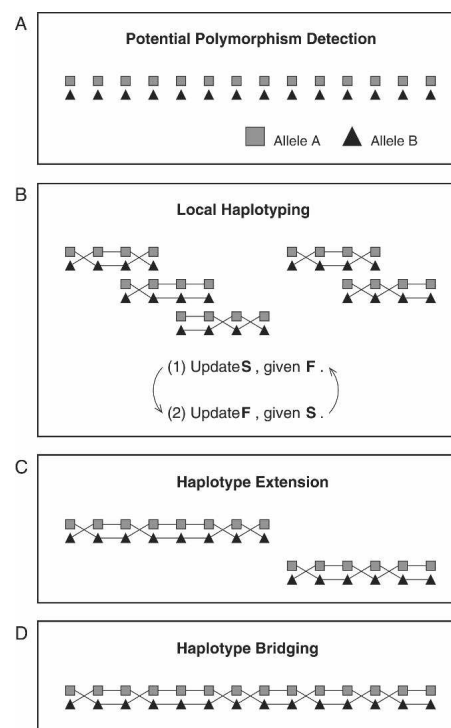 A
Potential Polymorphism Detection
Allele A
Allele B
B
Local Haplotyping
(1) Update S , given F .
(2) Update F , given S .
C
Haplotype Extension
D
Haplotype Bridging